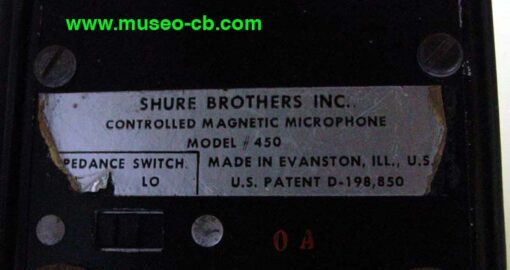 www.museo-cb.com
SHURE BROTHERS INC.
CONTROLLED MAGNETIC MICROPHONE
MODEL # 450
PEDANCE SWITCH MADE IN EVANSTON, ILL., U.S.
LO U.S. PATENT D-198,850
O A